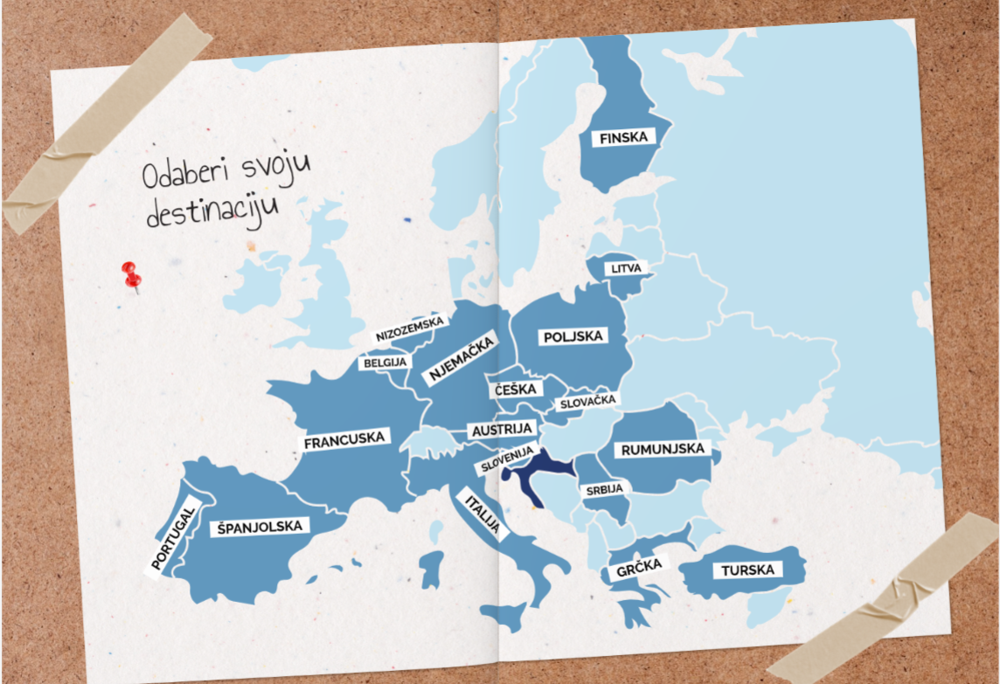 Odaberi svoju
destinaciju
FINSKA
LITVA
NIZOZEMSKA
BELGIJA
NJEMAČKA
POLJSKA
ČEŠKA
SLOVAČKA
FRANCUSKA
AUSTRIJA
SLOVENIJA
RUMUNJSKA
SRBIJA
ITALIJA
PORTUGAL
ŠPANJOLSKA
GRČKA
TURSKA